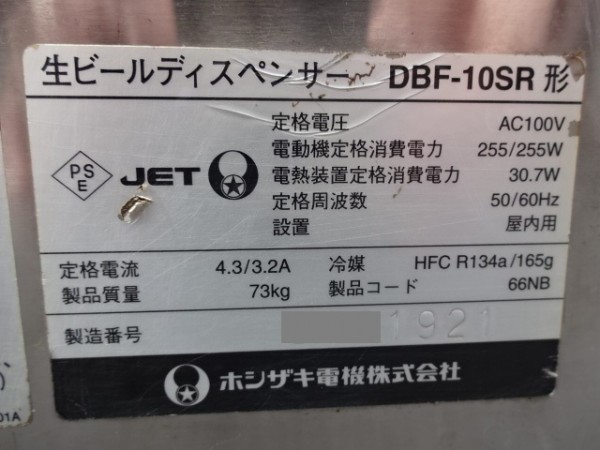 生ビールディスペンサー DBF-10SR 形
定格電圧 AC100V
電動機定格消費電力 255/255W
電熱装置定格消費電力 30.7W
定格周波数 50/60Hz
設置 屋内用
PS
E
JET
定格電流 4.3/3.2A 冷媒 HFC R134a/165g
製品質量 73kg 製品コード 66NB
製造番号 1921
ホシザキ電機株式会社
01A